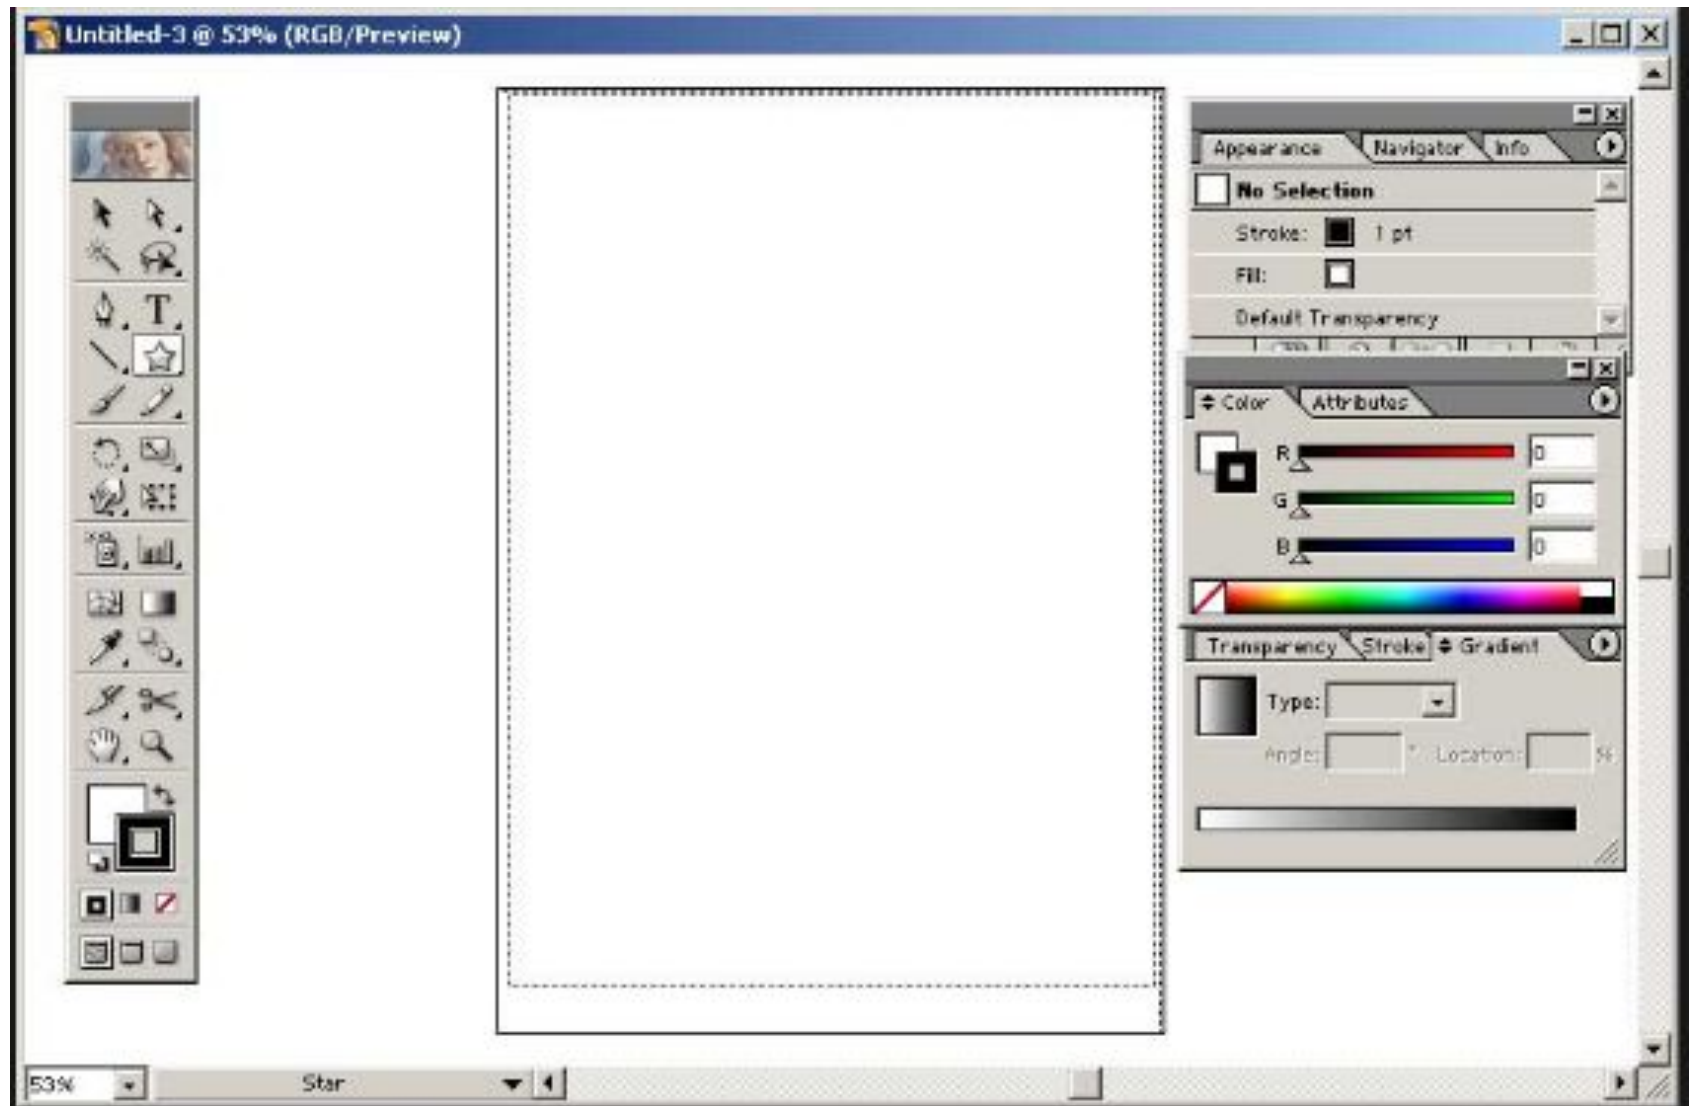 Untitled-3 @ 53% (RGB/Preview)
Appearance Navigator Info
No Selection
Stroke: 1 pt
Fill:
Default Transparency
Color Attributes
R 0
G 0
B 0
Transparency Stroke Gradient
Type:
Angle: ° Location: %
T
53% Star